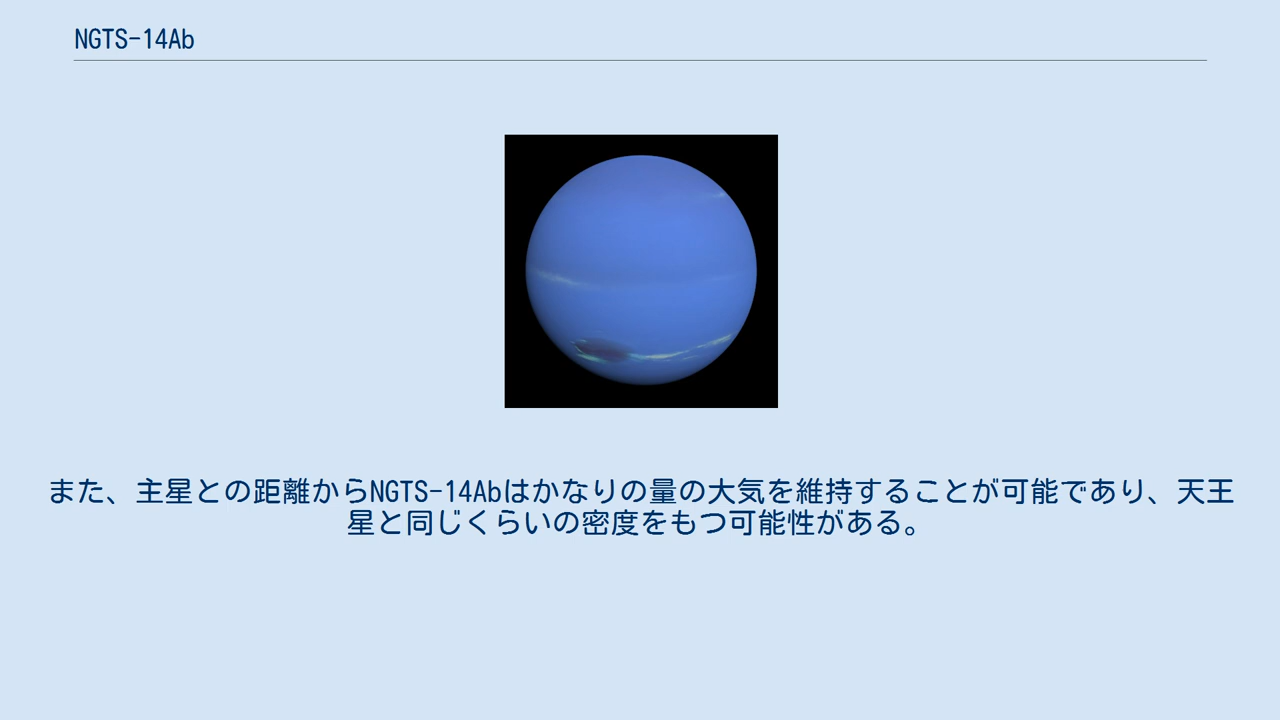 NGTS-14Ab
また、主星との距離からNGTS-14Abはかなりの量の大気を維持することが可能であり、天王
星と同じくらいの密度をもつ可能性がある。